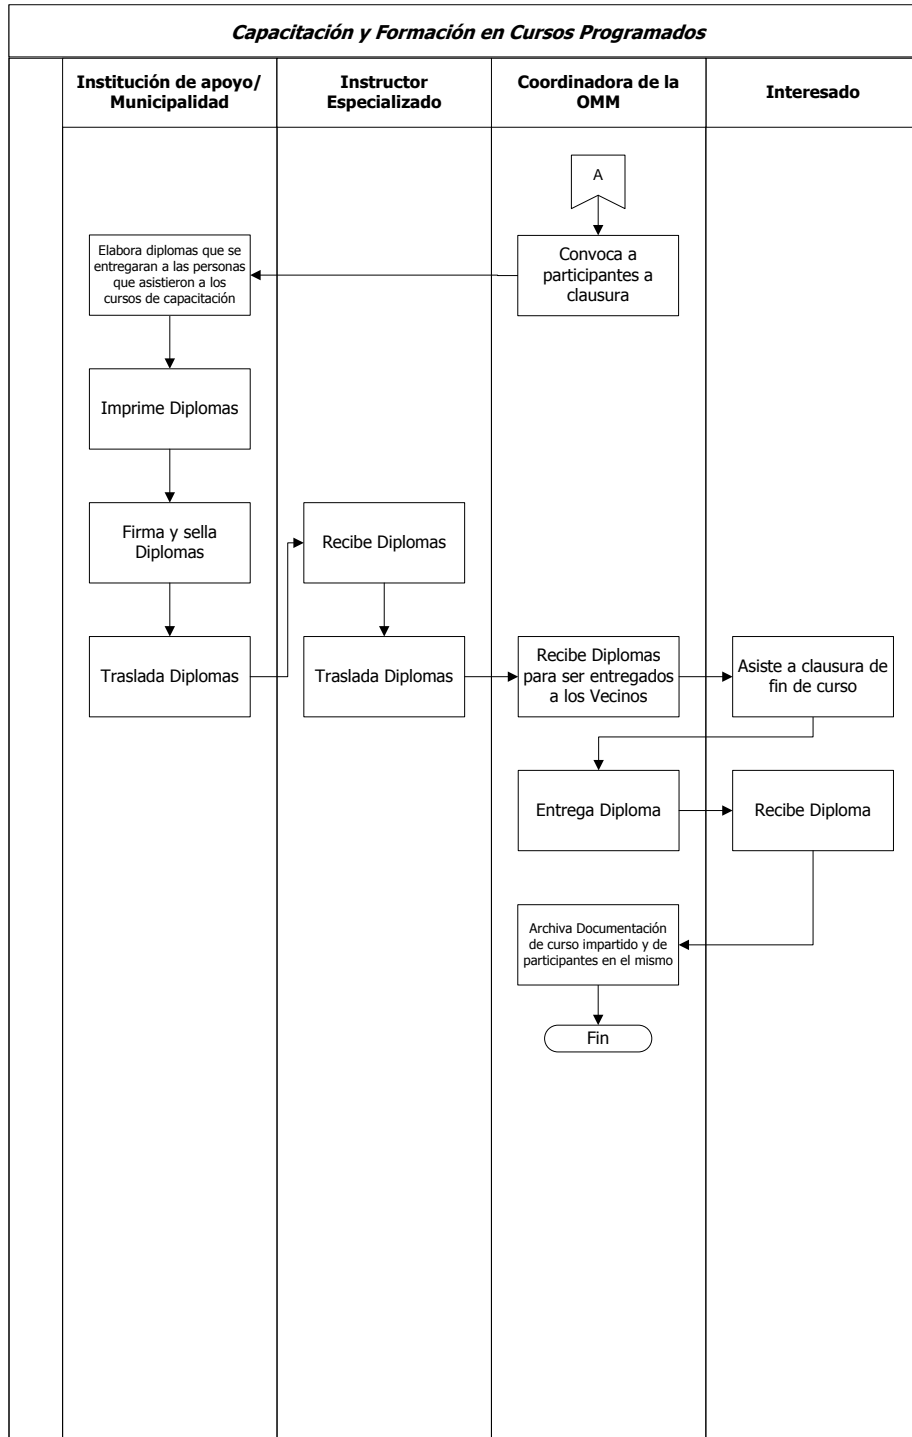 Capacitación y Formación en Cursos Programados
Institución de apoyo/
Municipalidad
Instructor
Especializado
Coordinadora de la
OMM
Interesado
A
Convoca a
participantes a
clausura
Elabora diplomas que se
entregaran a las personas
que asistieron a los
cursos de capacitación
Imprime Diplomas
Firma y sella
Diplomas
Recibe Diplomas
Traslada Diplomas
Traslada Diplomas
Recibe Diplomas
para ser entregados
a los Vecinos
Asiste a clausura de
fin de curso
Entrega Diploma
Recibe Diploma
Archiva Documentación
de curso impartido y de
participantes en el mismo
Fin